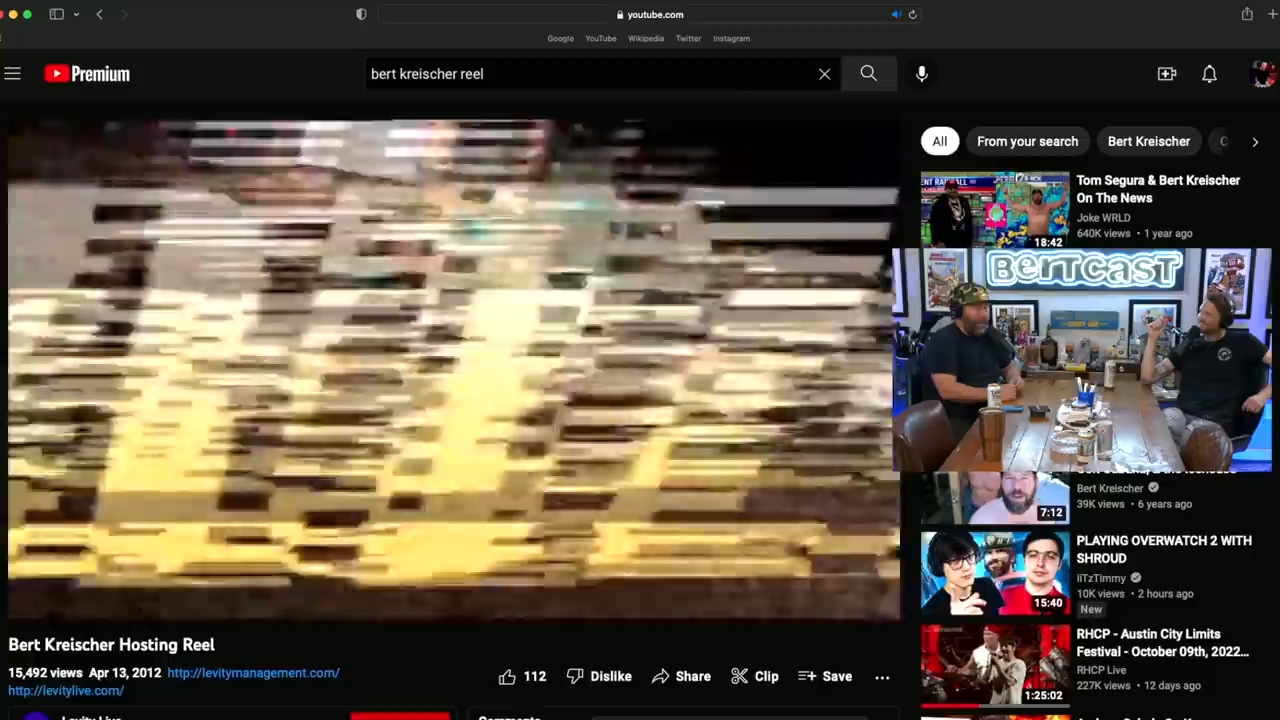 youtube.com
Google YouTube Wikipedia Twitter Instagram
Premium
bert kreischer reel
All From your search Bert Kreischer
Tom Segura & Bert Kreischer
On The News
Joke WRLD
640K views • 1 year ago
18:42
BERTCAST
Bert Kreischer
39K views • 6 years ago
7:12
PLAYING OVERWATCH 2 WITH
SHROUD
iiTzTimmy
10K views • 2 hours ago
New
15:40
RHCP - Austin City Limits
Festival - October 09th, 2022...
RHCP Live
227K views • 12 days ago
1:25:02
Bert Kreischer Hosting Reel
15,492 views Apr 13, 2012 http://levitymanagement.com/
http://levitylive.com/
112 Dislike Share Clip Save
Levity Live